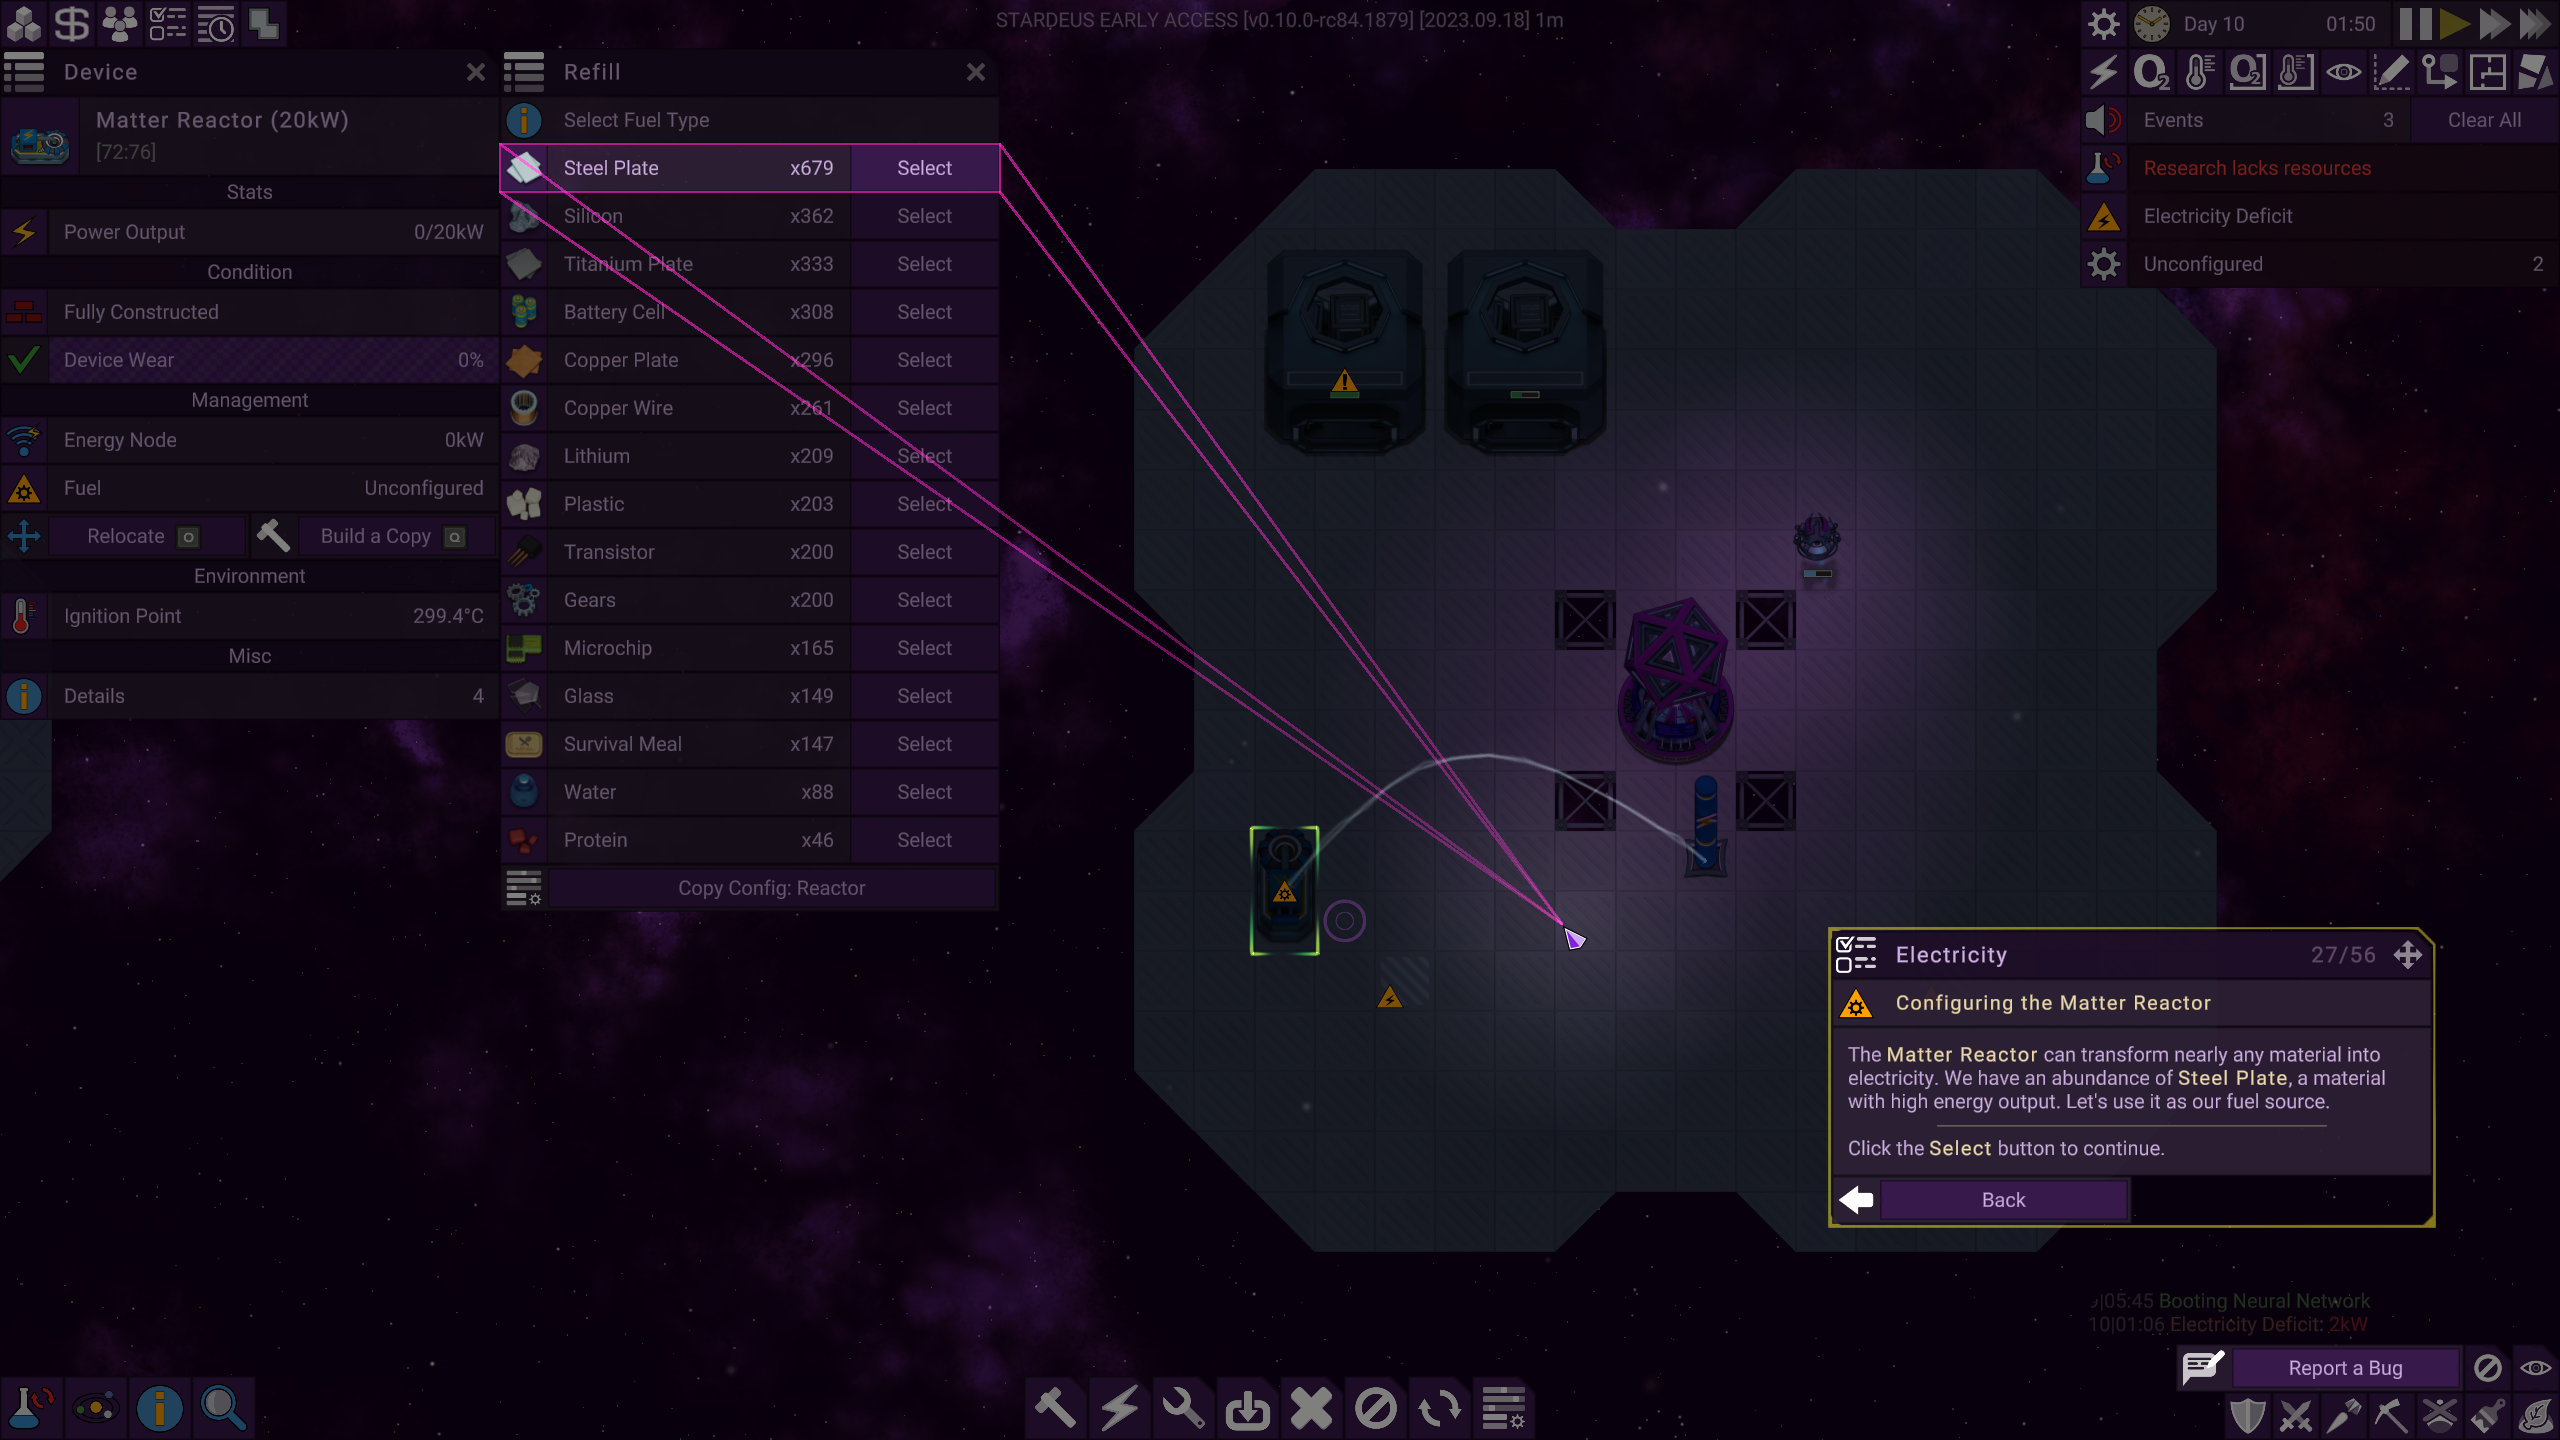 STARDEUS EARLY ACCESS [v0.10.0-rc84.1879] [2023.09.18] 1m
Day 10 01:50
Device
Matter Reactor (20kW)
[72:76]
Stats
Power Output 0/20kW
Condition
Fully Constructed
Device Wear 0%
Management
Energy Node 0kW
Fuel Unconfigured
Relocate O Build a Copy Q
Environment
Ignition Point 299.4°C
Misc
Details 4
Refill
Select Fuel Type
Steel Plate x679 Select
Silicon x362 Select
Titanium Plate x333 Select
Battery Cell x308 Select
Copper Plate x296 Select
Copper Wire x261 Select
Lithium x209 Select
Plastic x203 Select
Transistor x200 Select
Gears x200 Select
Microchip x165 Select
Glass x149 Select
Survival Meal x147 Select
Water x88 Select
Protein x46 Select
Copy Config: Reactor
O2 O2
Events 3 Clear All
Research lacks resources
Electricity Deficit
Unconfigured 2
Electricity 27/56
Configuring the Matter Reactor
The Matter Reactor can transform nearly any material into
electricity. We have an abundance of Steel Plate, a material
with high energy output. Let's use it as our fuel source.
Click the Select button to continue.
Back
|05:45 Booting Neural Network
10|01:06 Electricity Deficit: 2kW
Report a Bug